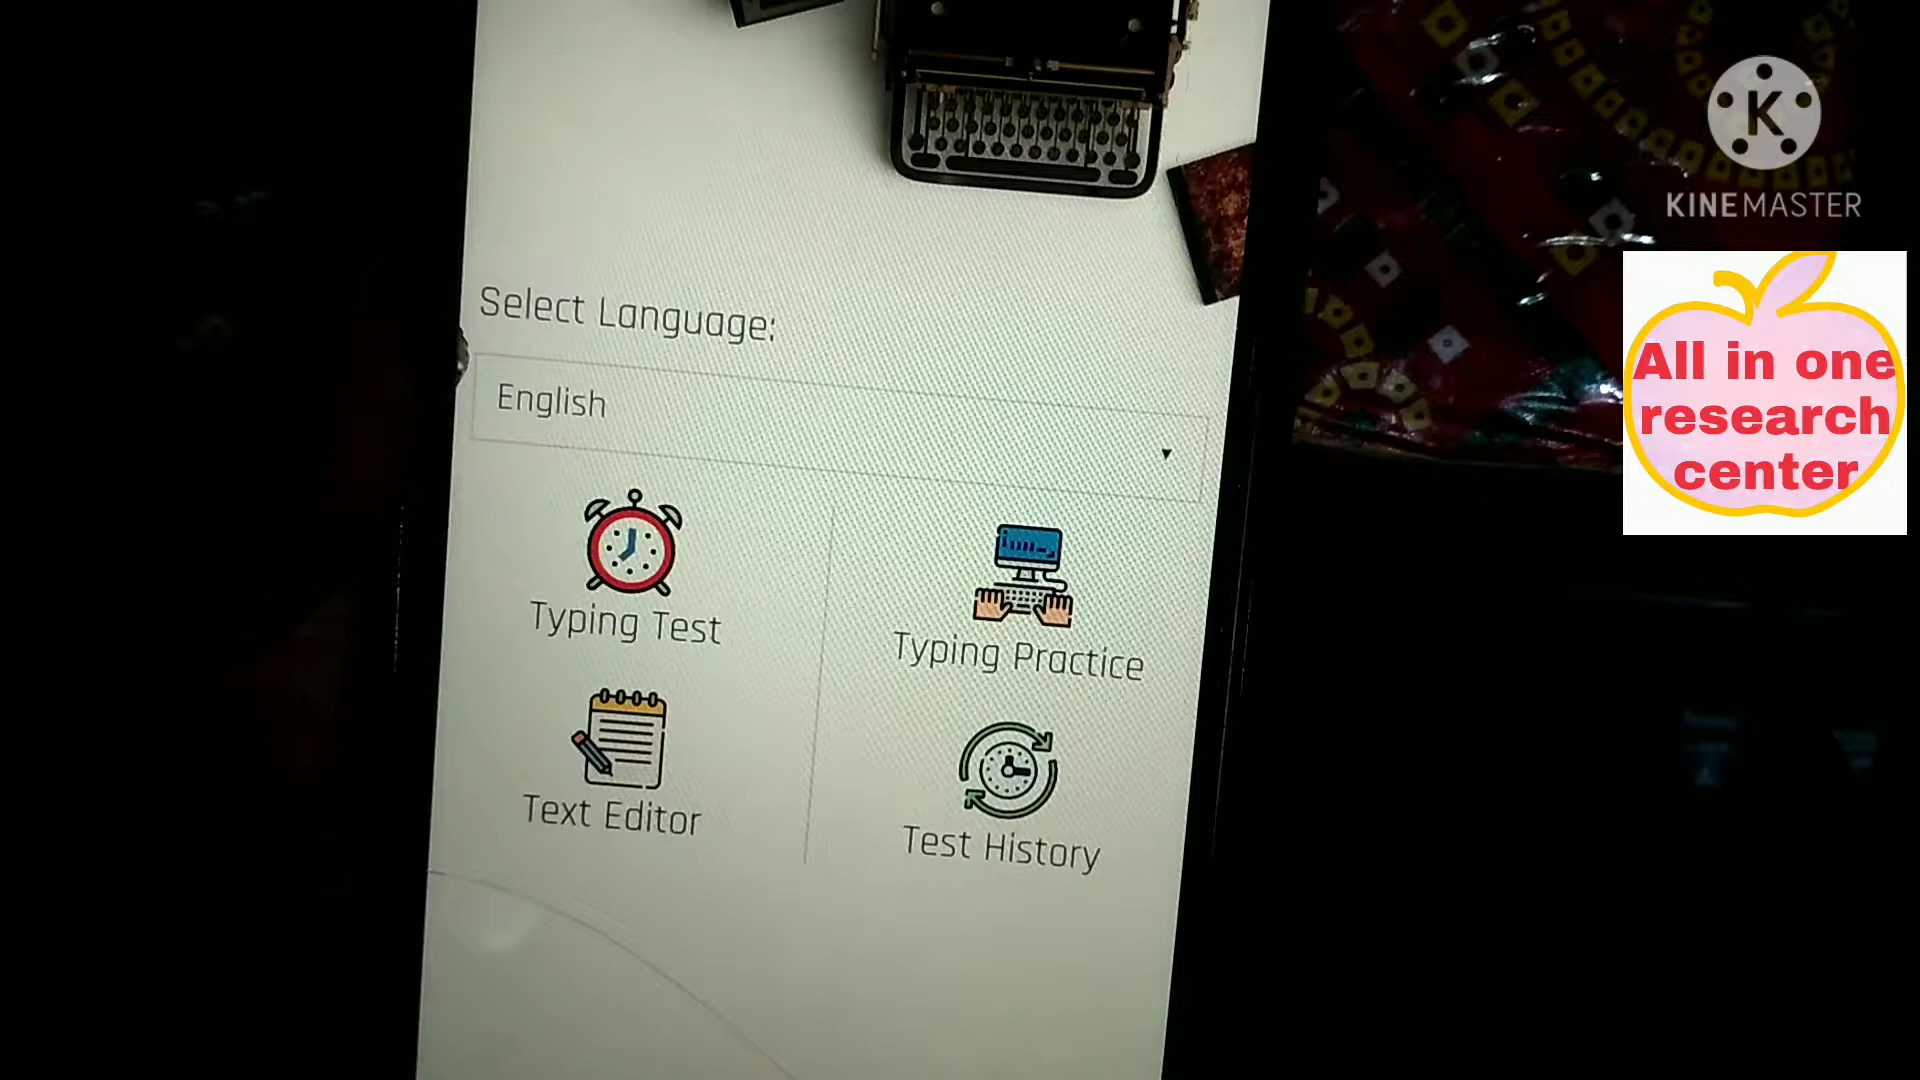 K
KINEMASTER
All in one
research
center
Select Language:
English
Typing Test
Typing Practice
Text Editor
Test History